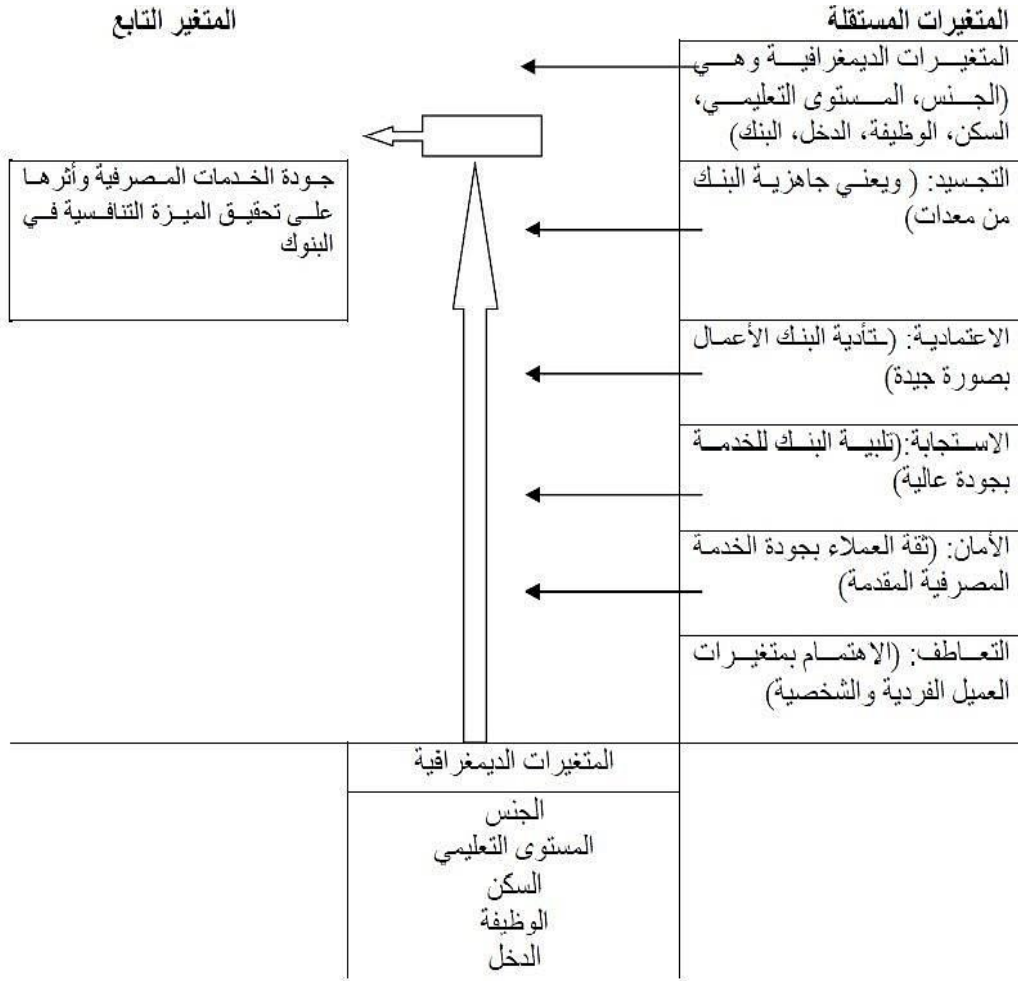 المتغيرات المستقلة
المتغير التابع
المتغيرات الديمغرافية وهي
(الجنس، المستوى التعليمي،
السكن، الوظيفة، الدخل، البنك)
التجسيد: ( ويعني جاهزية البنك
من معدات)
الاعتمادية: (بتأدية البنك الأعمال
بصورة جيدة)
الاستجابة:(تلبية البنك للخدمة
بجودة عالية)
الأمان: (ثقة العملاء بجودة الخدمة
المصرفية المقدمة)
التعاطف: (الاهتمام بمتغيرات
العميل الفردية والشخصية)
جودة الخدمات المصرفية وأثرها
على تحقيق الميزة التنافسية في
البنوك
المتغيرات الديمغرافية
الجنس
المستوى التعليمي
السكن
الوظيفة
الدخل